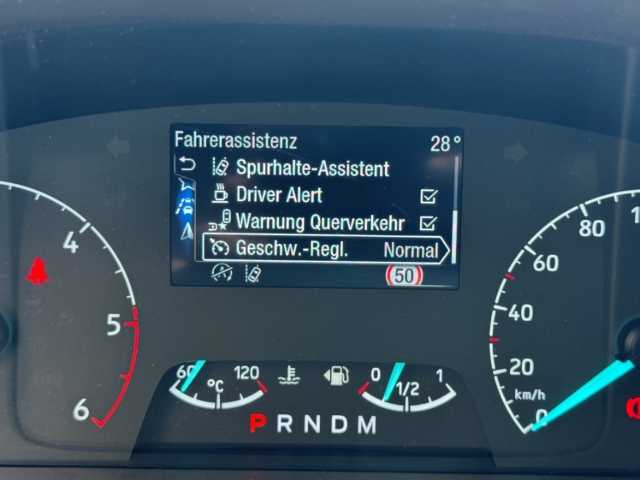 Fahrerassistenz 28°
Spurhalte-Assistent
Driver Alert
Warnung Querverkehr
Geschw.-Regl. Normal
50
4
5
6
60 120
°C
0 1/2 1
P R N D M
80
60
40
20
km/h
0